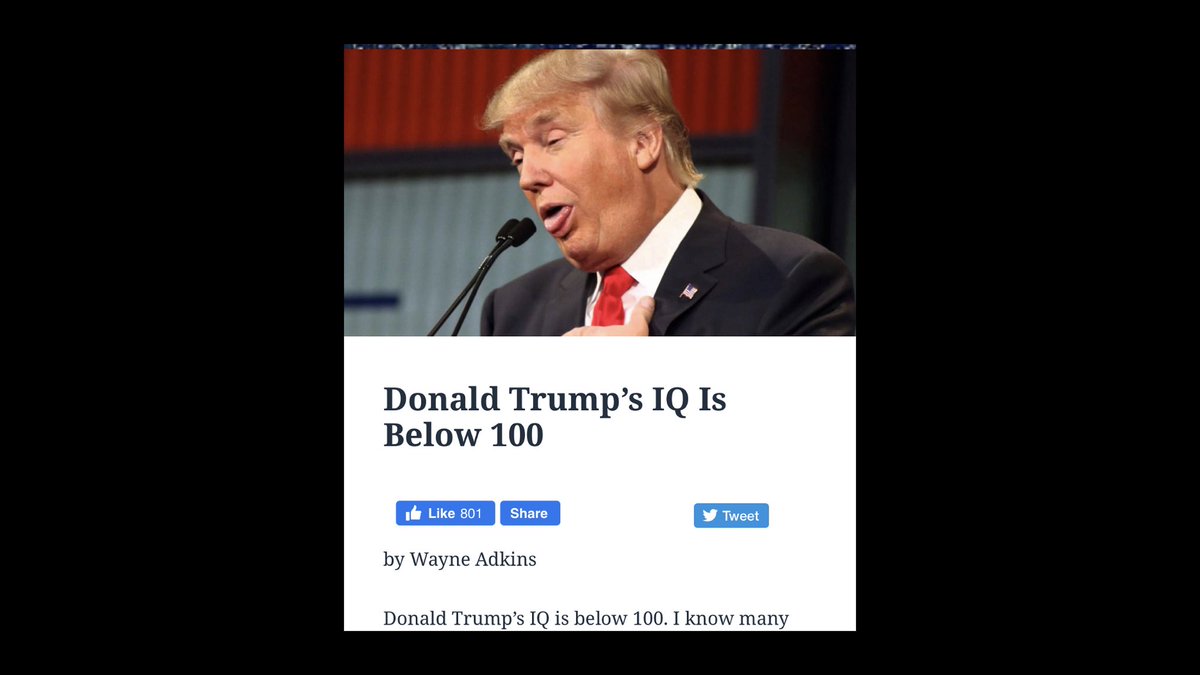 Donald Trump’s IQ Is
Below 100
Like 801 Share Tweet
by Wayne Adkins
Donald Trump’s IQ is below 100. I know many